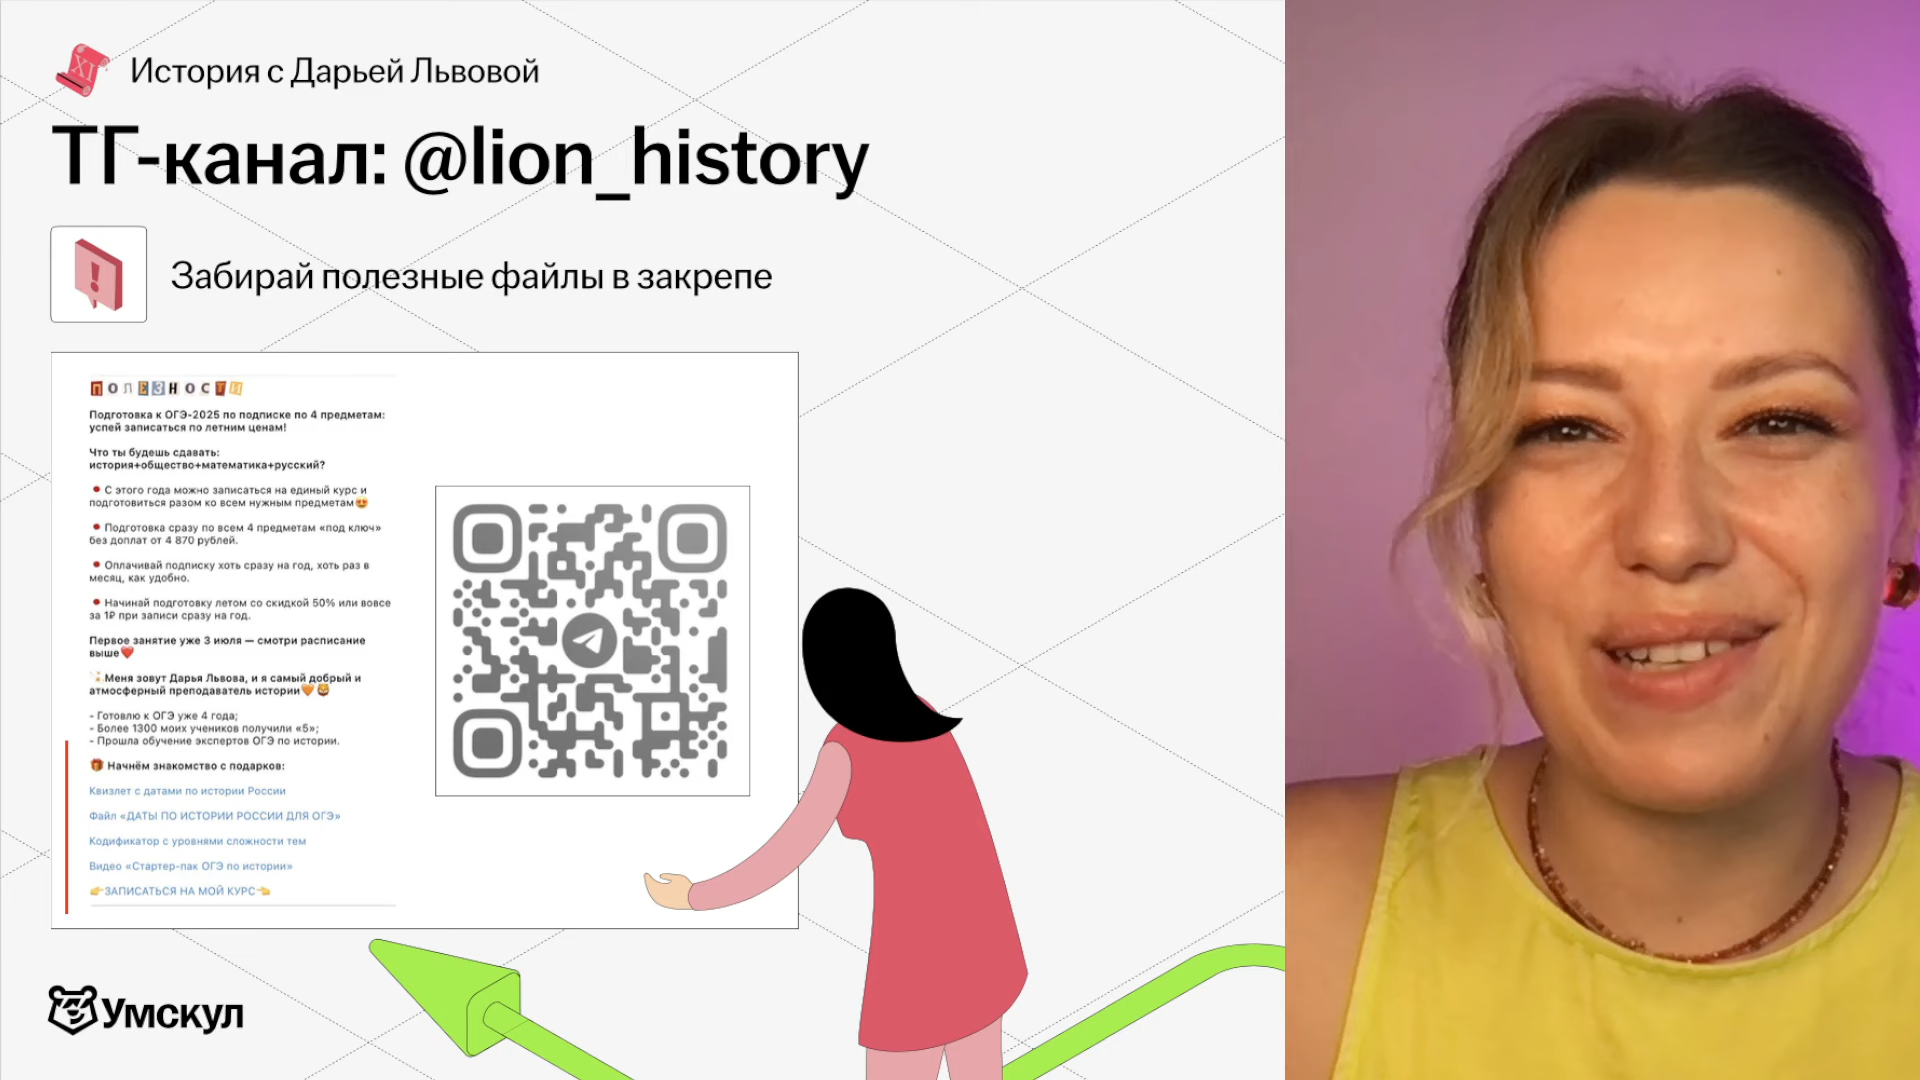 XI
История с Дарьей Львовой
ТГ-канал: @lion_history
Забирай полезные файлы в закрепе
ПОЛЕЗНОСТИ
Подготовка к ОГЭ-2025 по подписке по 4 предметам:
успей записаться по летним ценам!
Что ты будешь сдавать:
история+общество+математика+русский?
С этого года можно записаться на единый курс и
подготовиться разом ко всем нужным предметам😍
Подготовка сразу по всем 4 предметам «под ключ»
без доплат от 4 870 рублей.
Оплачивай подписку хоть сразу на год, хоть раз в
месяц, как удобно.
Начинай подготовку летом со скидкой 50% или вовсе
за 1₽ при записи сразу на год.
Первое занятие уже 3 июля — смотри расписание
выше❤️
Меня зовут Дарья Львова, и я самый добрый и
атмосферный преподаватель истории🧡🦁
- Готовлю к ОГЭ уже 4 года;
- Более 1300 моих учеников получили «5»;
- Прошла обучение экспертов ОГЭ по истории.
🎁 Начнём знакомство с подарков:
Квизлет с датами по истории России
Файл «ДАТЫ ПО ИСТОРИИ РОССИИ ДЛЯ ОГЭ»
Кодификатор с уровнями сложности тем
Видео «Стартер-пак ОГЭ по истории»
👉ЗАПИСАТЬСЯ НА МОЙ КУРС👈
Умскул